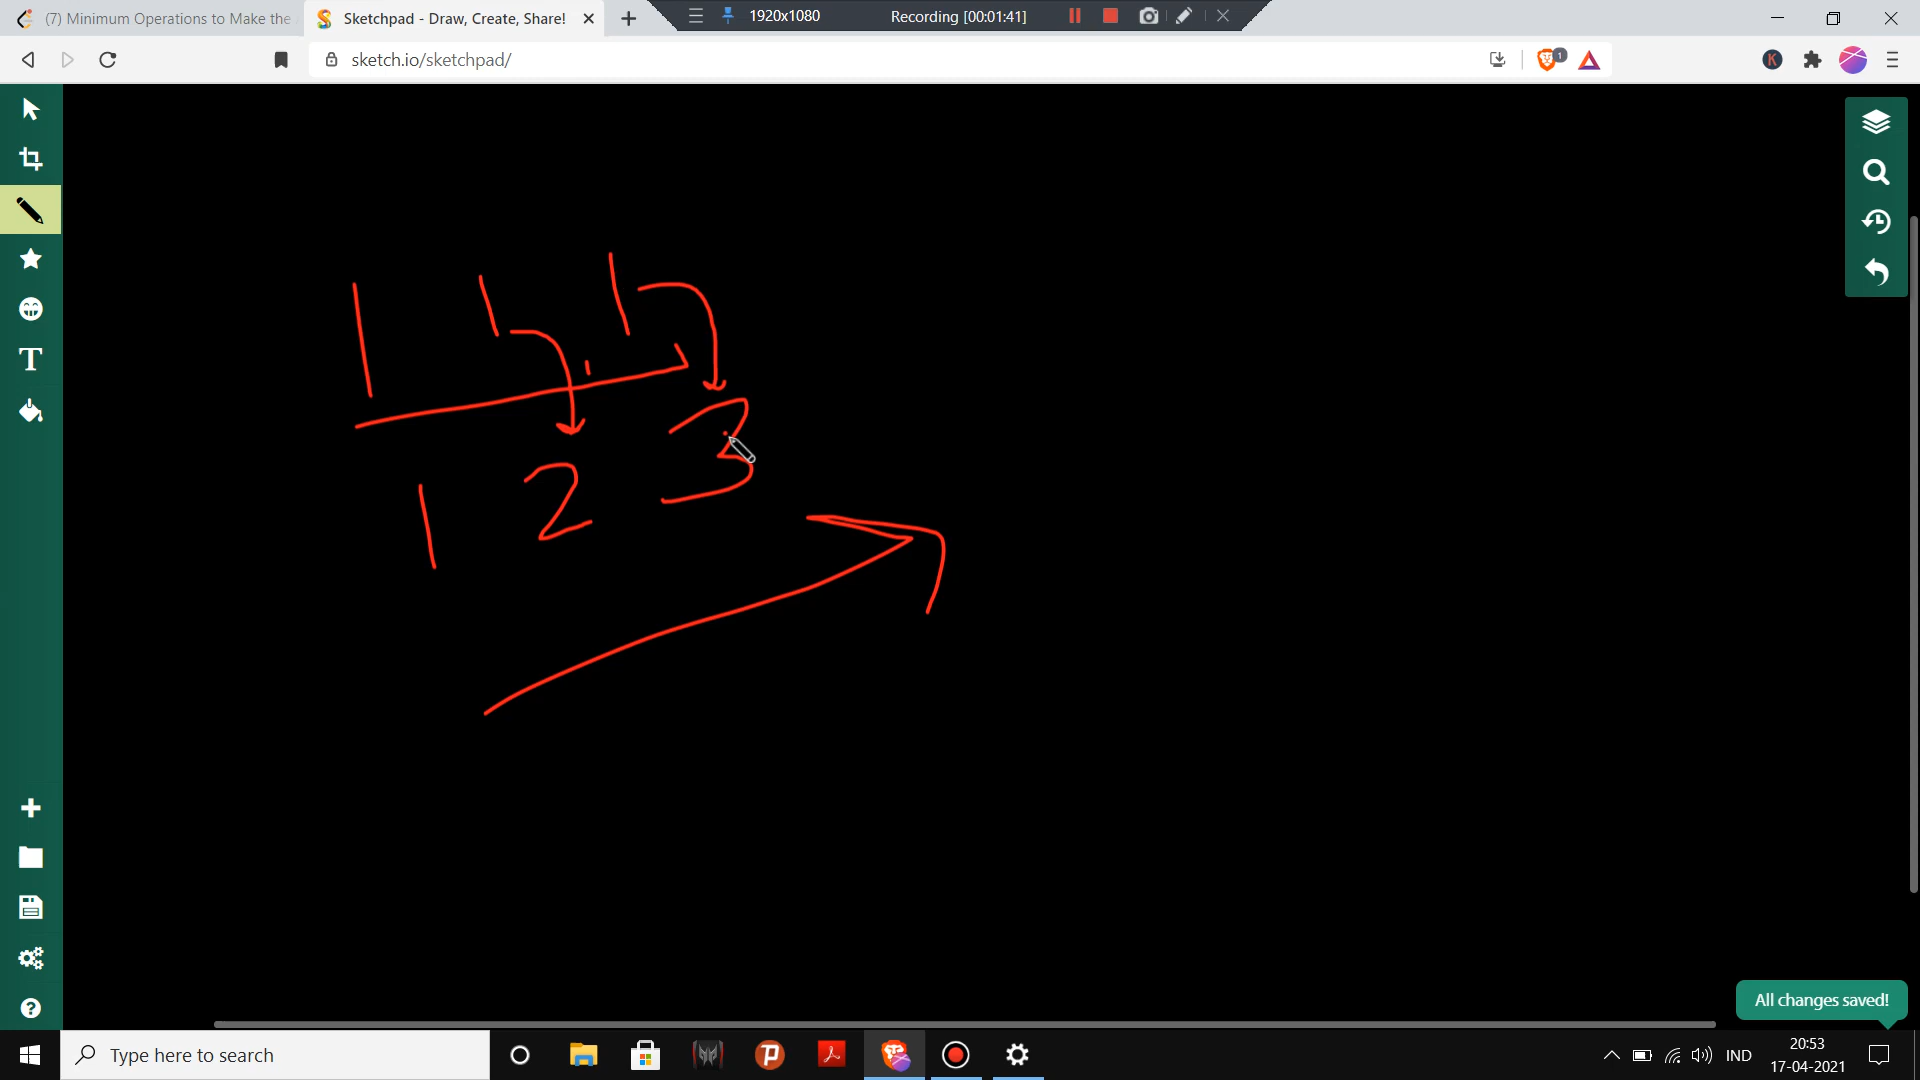 (7) Minimum Operations to Make the
Sketchpad - Draw, Create, Share!
1920x1080
Recording [00:01:41]
sketch.io/sketchpad/
K
1
T
1 1 1
1 2 3
All changes saved!
Type here to search
IND
20:53
17-04-2021